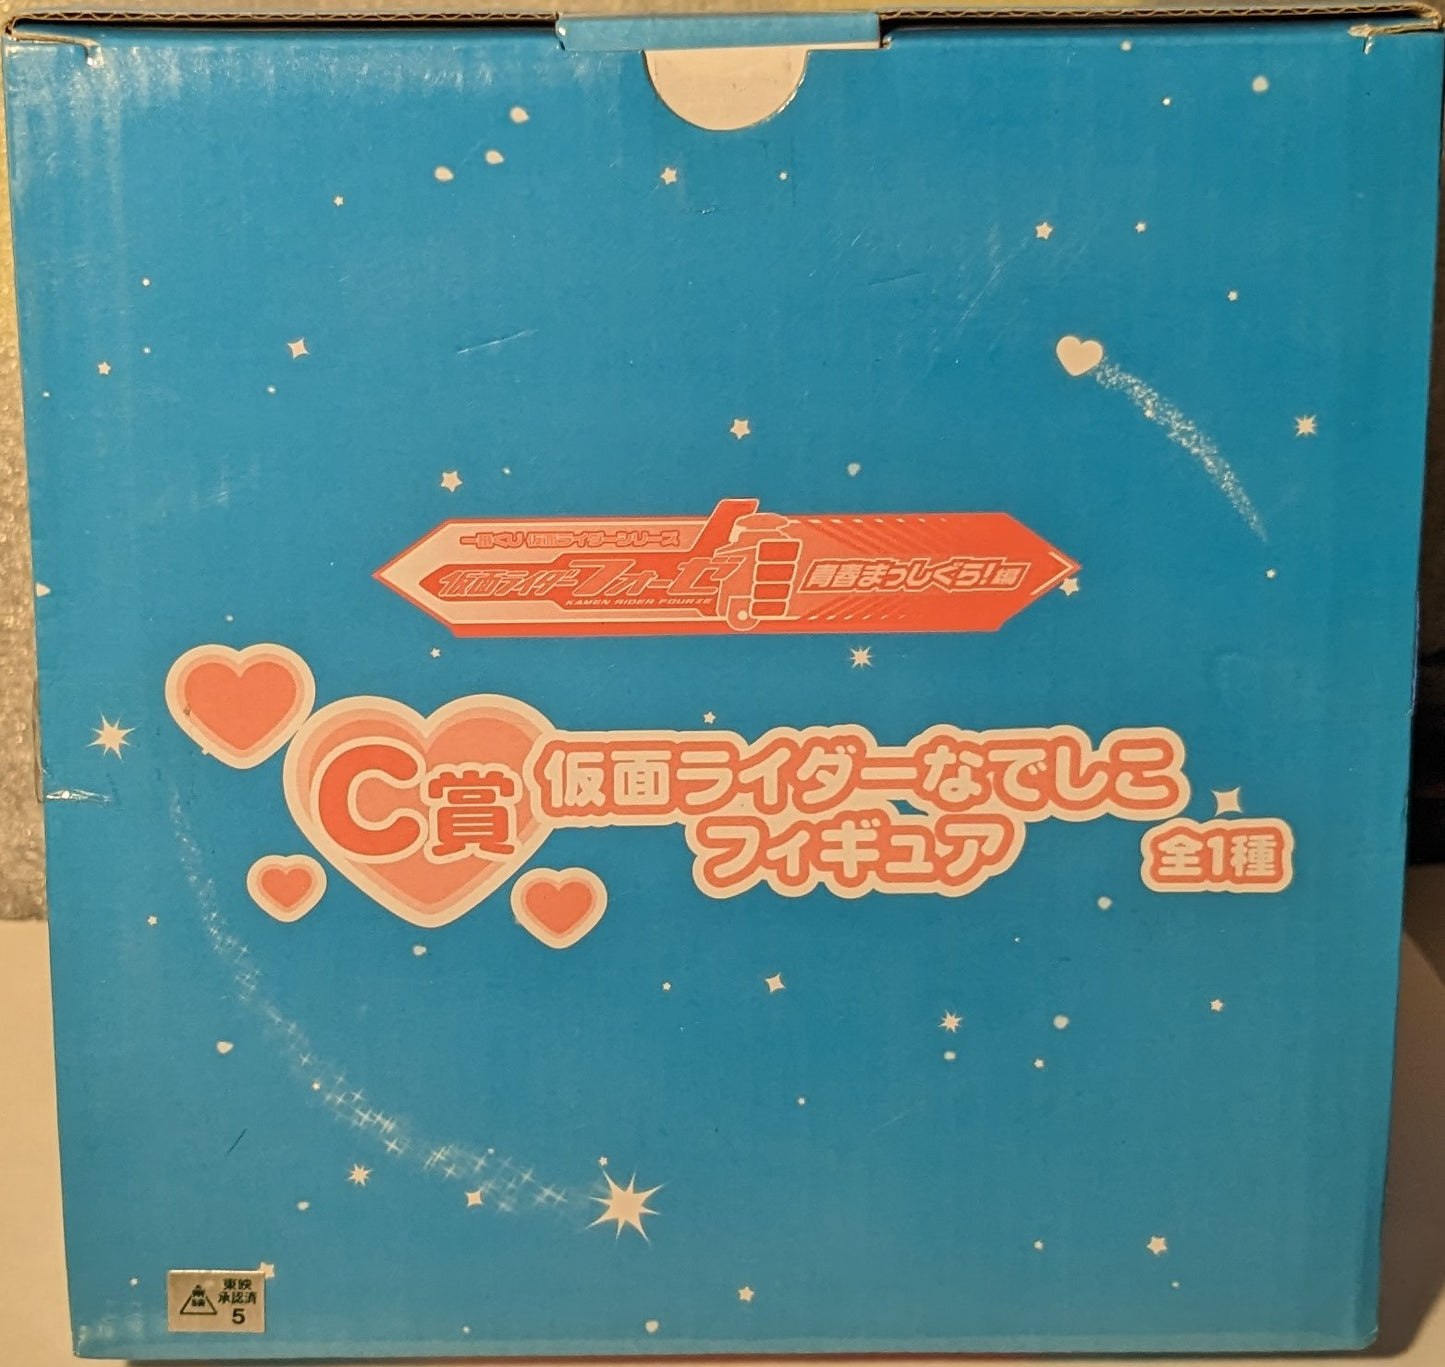 一番くじ 仮面ライダーシリーズ
仮面ライダーフォーゼ
KAMEN RIDER FOURZE
青春まっしぐら!編
C賞
仮面ライダーなでしこ
フィギュア
全1種
東映
東映
承認済
5